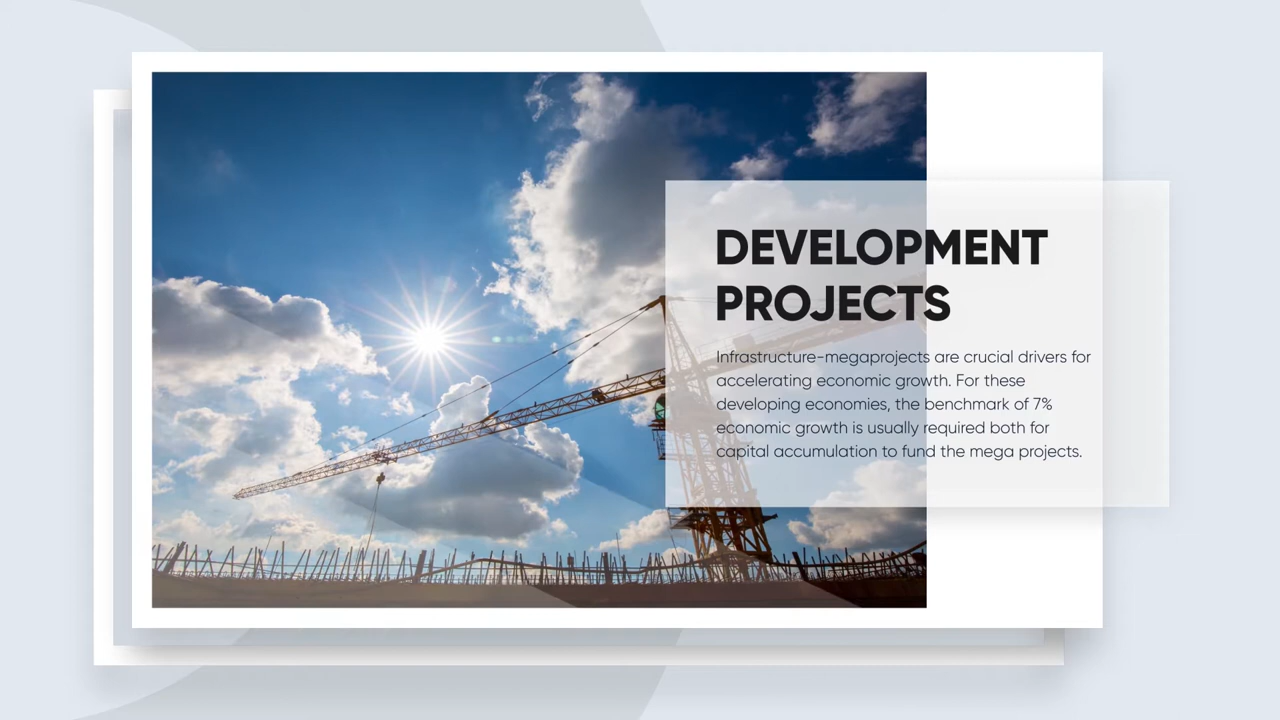 DEVELOPMENT
PROJECTS
Infrastructure-megaprojects are crucial drivers for
accelerating economic growth. For these
developing economies, the benchmark of 7%
economic growth is usually required both for
capital accumulation to fund the mega projects.